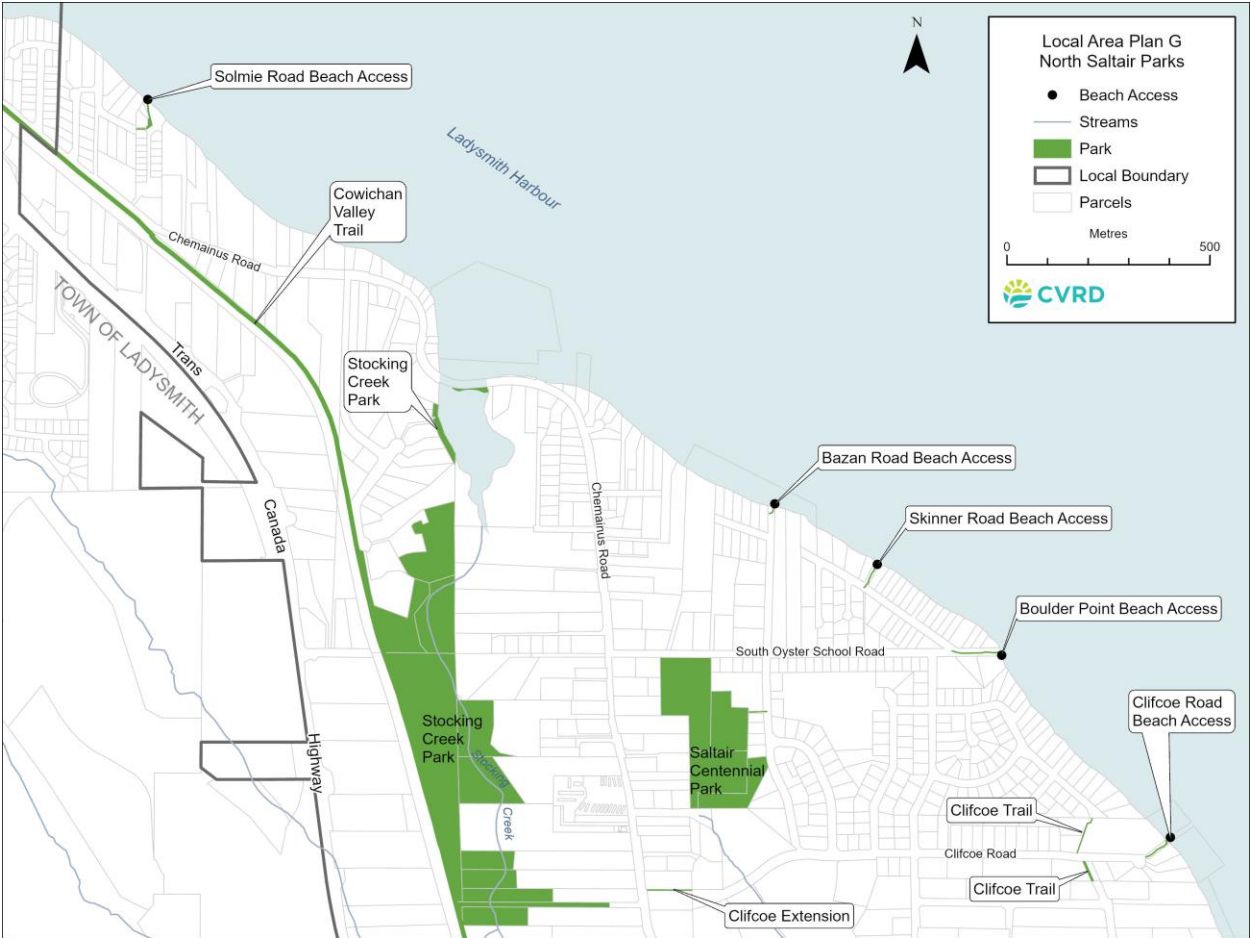 Solmie Road Beach Access
N
Local Area Plan G
North Saltair Parks
Beach Access
Streams
Park
Local Boundary
Parcels
Metres
0
500
CVRD
Ladysmith Harbour
Cowichan
Valley
Trail
Chemainus Road
TOWN OF LADYSMITH
Trans
Canada
Highway
Stocking
Creek
Park
Chemainus Road
Bazan Road Beach Access
Skinner Road Beach Access
Boulder Point Beach Access
South Oyster School Road
Clifcoe Road
Beach Access
Stocking
Creek
Park
Stocking
Creek
Saltair
Centennial
Park
Clifcoe Trail
Clifcoe Road
Clifcoe Trail
Clifcoe Extension